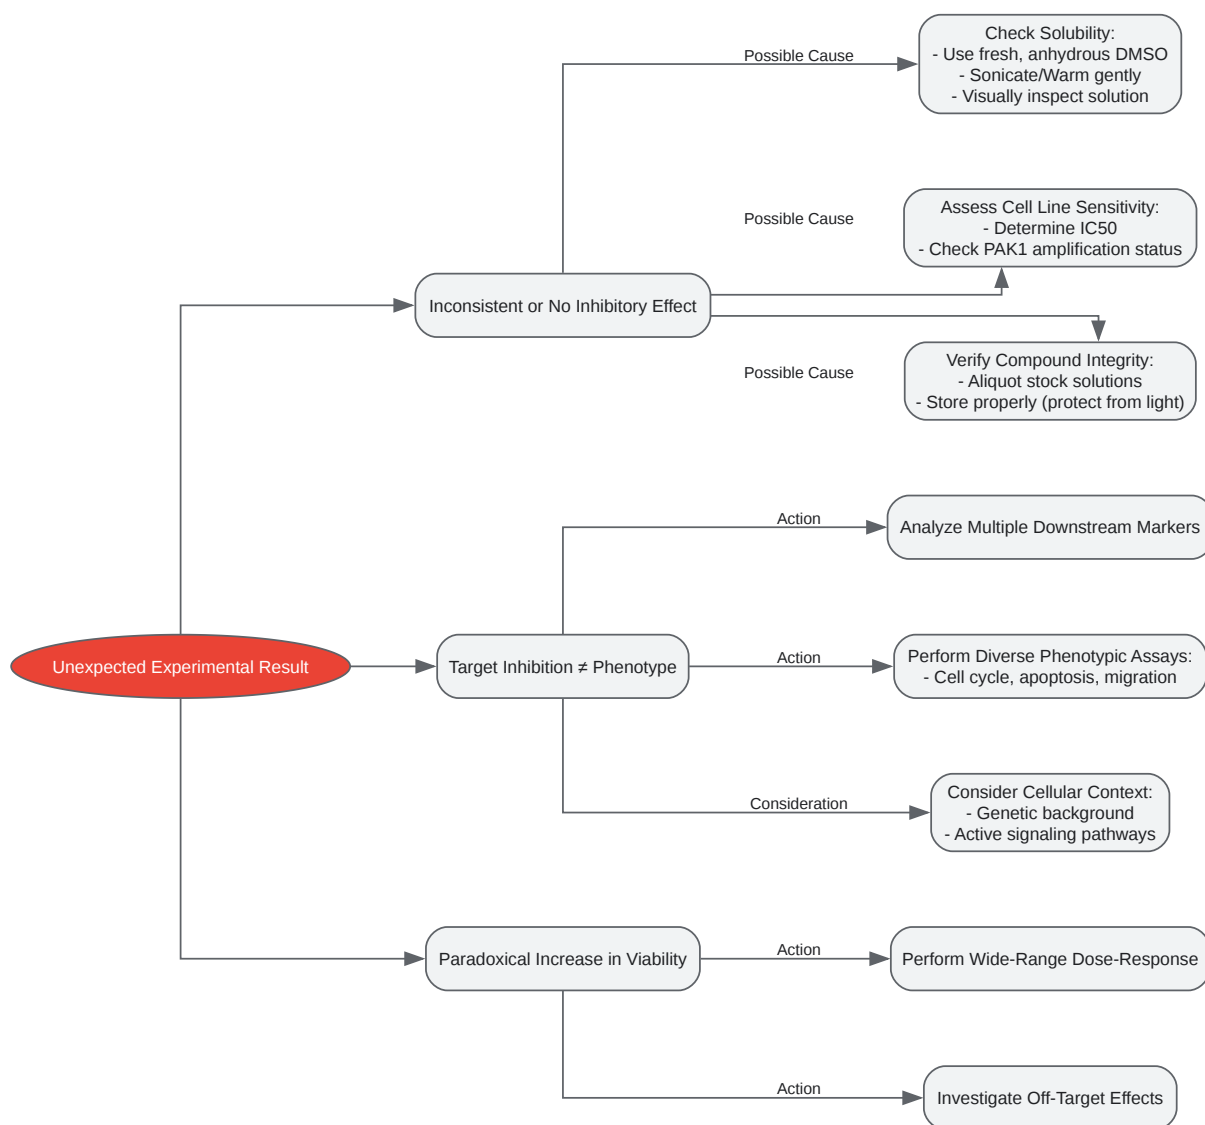 Possible Cause
Check Solubility:
- Use fresh, anhydrous DMSO
- Sonicate/Warm gently
- Visually inspect solution
Possible Cause
Assess Cell Line Sensitivity:
- Determine IC50
- Check PAK1 amplification status
Inconsistent or No Inhibitory Effect
Possible Cause
Verify Compound Integrity:
- Aliquot stock solutions
- Store properly (protect from light)
Action
Analyze Multiple Downstream Markers
Unexpected Experimental Result
Target Inhibition ≠ Phenotype
Action
Perform Diverse Phenotypic Assays:
- Cell cycle, apoptosis, migration
Consideration
Consider Cellular Context:
- Genetic background
- Active signaling pathways
Paradoxical Increase in Viability
Action
Perform Wide-Range Dose-Response
Action
Investigate Off-Target Effects